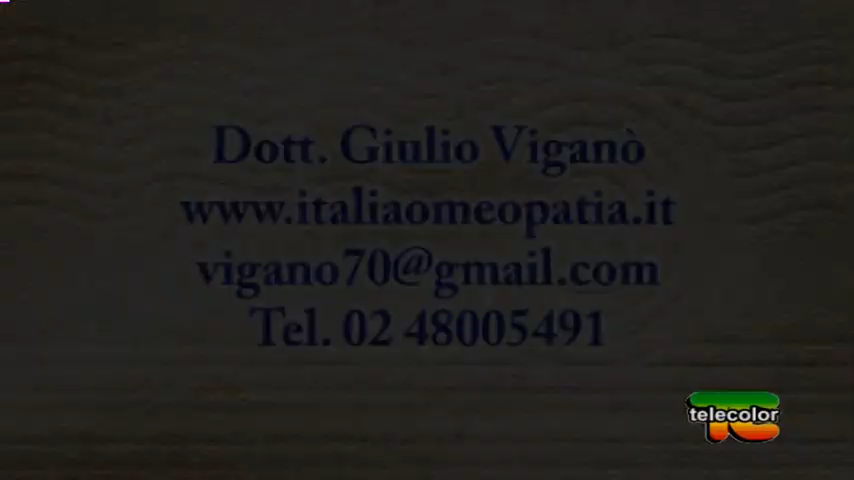 Dott. Giulio Viganò
www.italiaomeopatia.it
vigano70@gmail.com
Tel. 02 48005491
telecolor